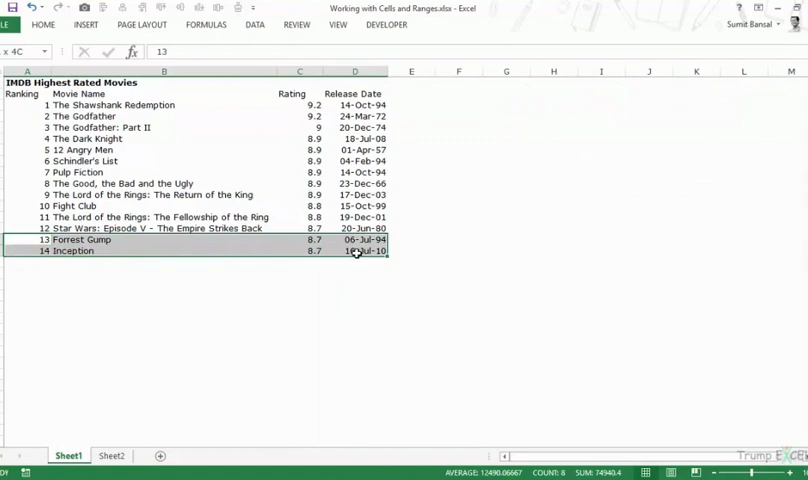 Working with Cells and Ranges.xlsx - Excel
HOME INSERT PAGE LAYOUT FORMULAS DATA REVIEW VIEW DEVELOPER Sumit Bansal
x 4C fx 13
A B C D E F G H I J K L M
IMDB Highest Rated Movies
Ranking Movie Name Rating Release Date
1 The Shawshank Redemption 9.2 14-Oct-94
2 The Godfather 9.2 24-Mar-72
3 The Godfather: Part II 9 20-Dec-74
4 The Dark Knight 8.9 18-Jul-08
5 12 Angry Men 8.9 01-Apr-57
6 Schindler's List 8.9 04-Feb-94
7 Pulp Fiction 8.9 14-Oct-94
8 The Good, the Bad and the Ugly 8.9 23-Dec-66
9 The Lord of the Rings: The Return of the King 8.9 17-Dec-03
10 Fight Club 8.8 15-Oct-99
11 The Lord of the Rings: The Fellowship of the Ring 8.8 19-Dec-01
12 Star Wars: Episode V - The Empire Strikes Back 8.7 20-Jun-80
13 Forrest Gump 8.7 06-Jul-94
14 Inception 8.7
Sheet1 Sheet2
Trump EXCEL
AVERAGE: 12490.06667 COUNT: 8 SUM: 74940.4